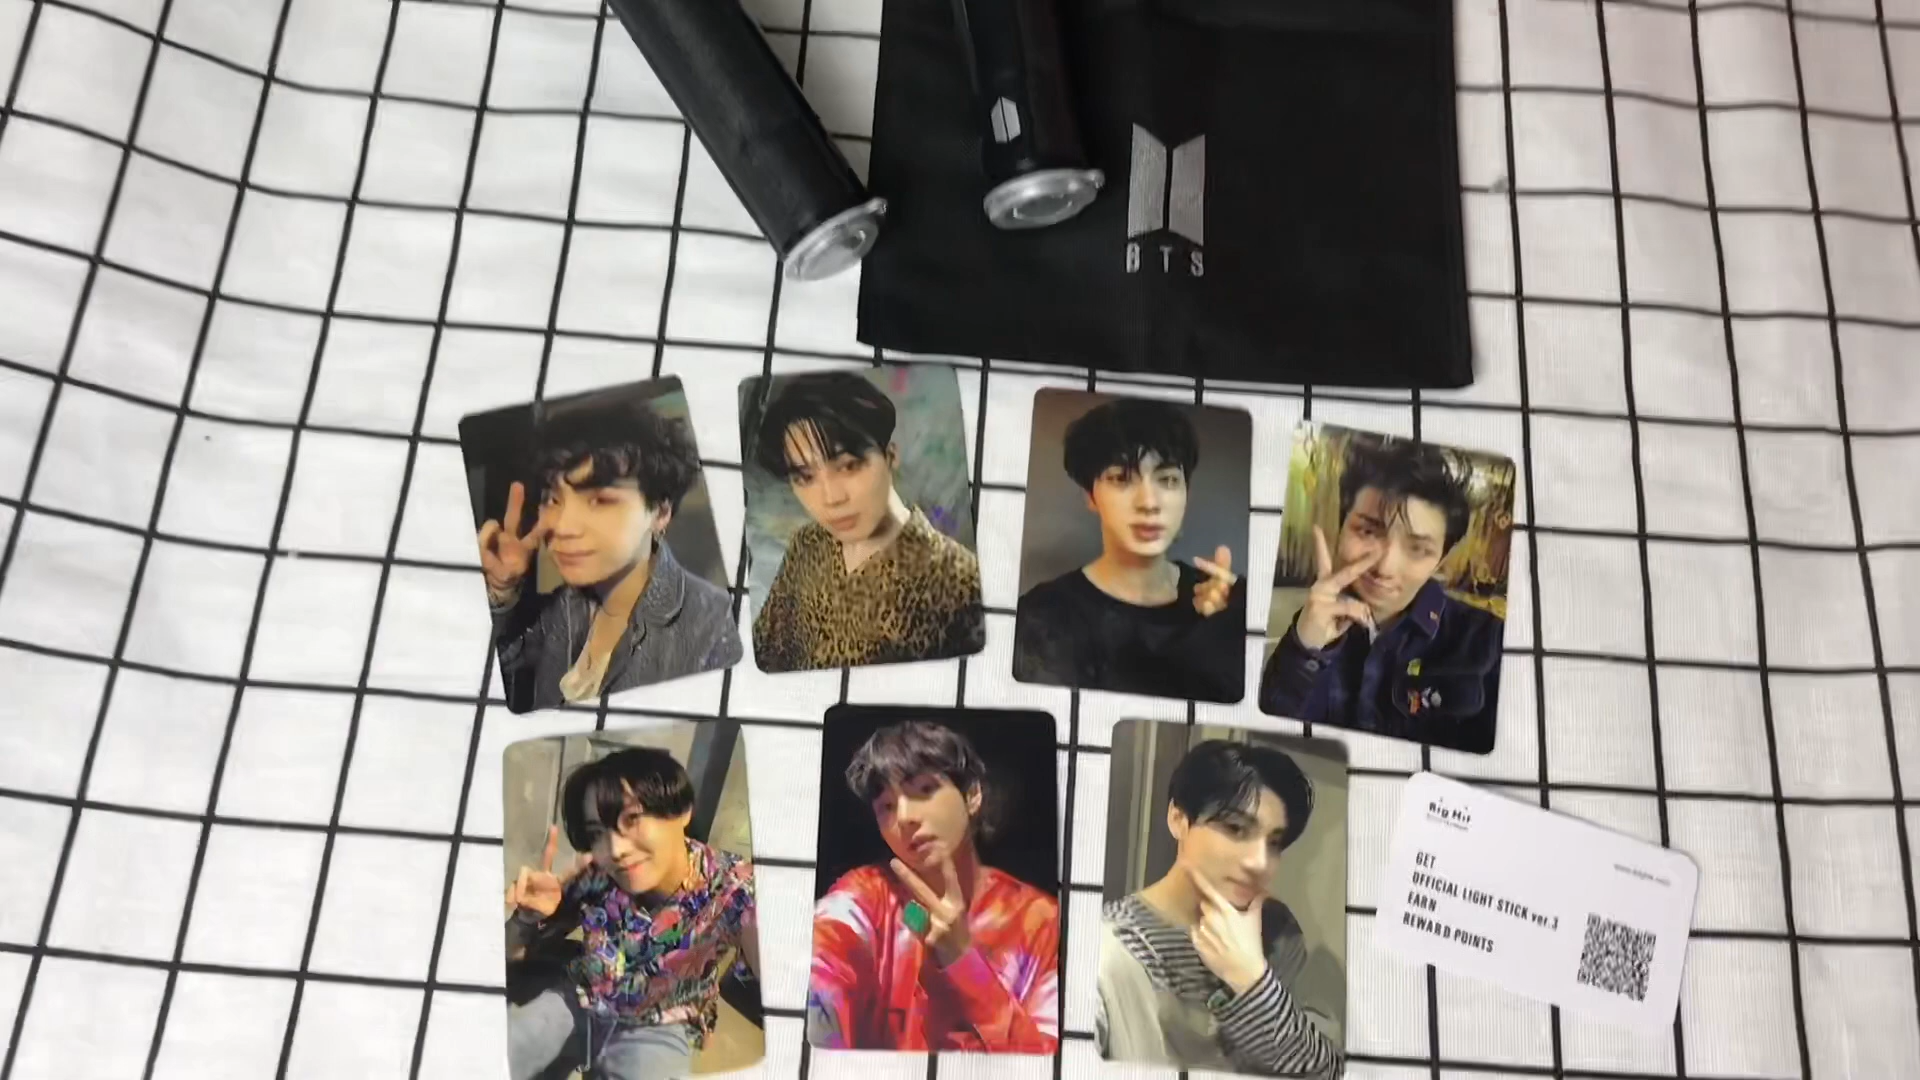 BTS
Big Hit
GET
OFFICIAL LIGHT STICK ver.3
EARN
REWARD POINTS